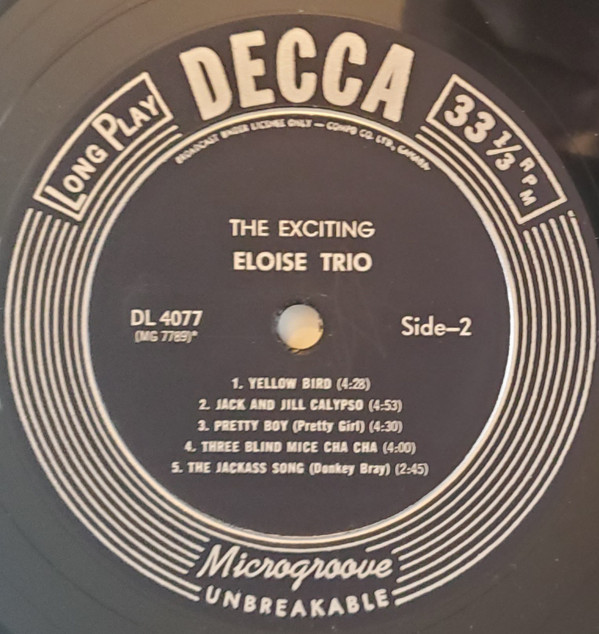 DECCA
LONG PLAY
33 1/3 RPM
BROADCAST UNDER LICENSE ONLY — COMPO CO. LTD., CANADA
THE EXCITING
ELOISE TRIO
DL 4077
(MG 7789)*
Side–2
1. YELLOW BIRD (4:28)
2. JACK AND JILL CALYPSO (4:53)
3. PRETTY BOY (Pretty Girl) (4:30)
4. THREE BLIND MICE CHA CHA (4:00)
5. THE JACKASS SONG (Donkey Bray) (2:45)
Microgroove
UNBREAKABLE